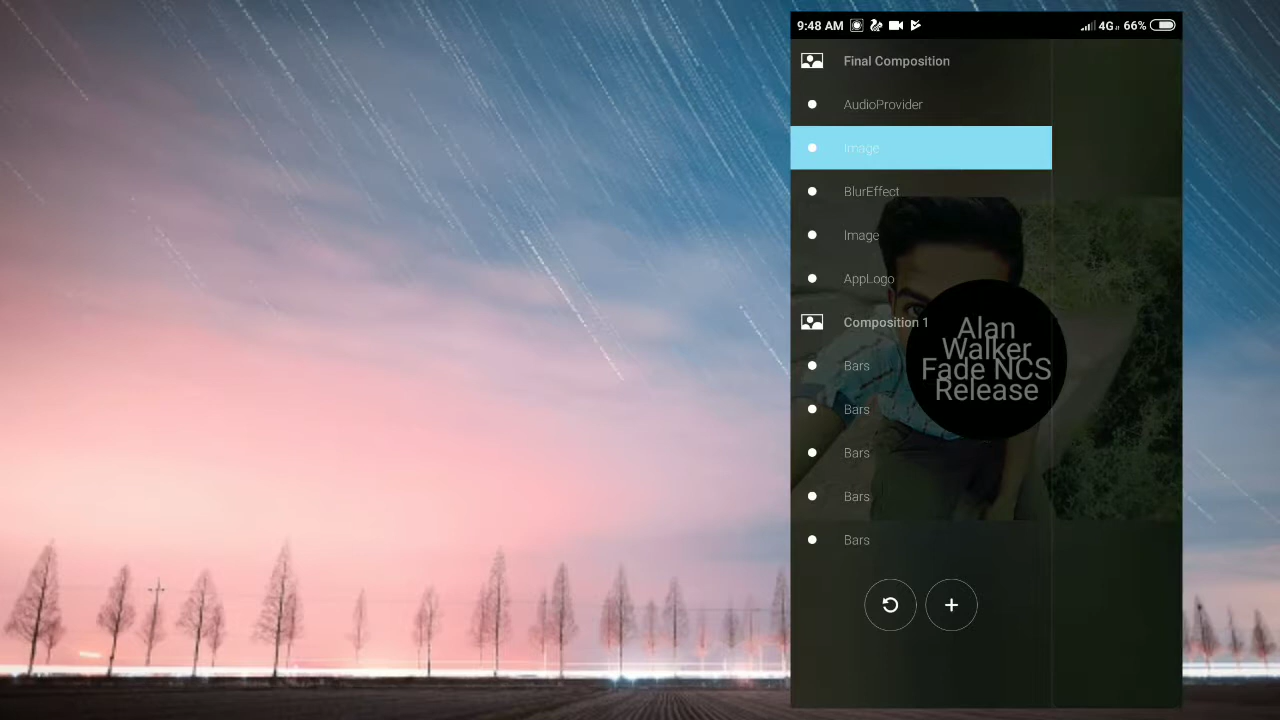 9:48 AM 4G 66%
Final Composition
AudioProvider
Image
BlurEffect
Image
AppLogo
Composition 1
Alan
Walker
Fade NCS
Release
Bars
Bars
Bars
Bars
Bars